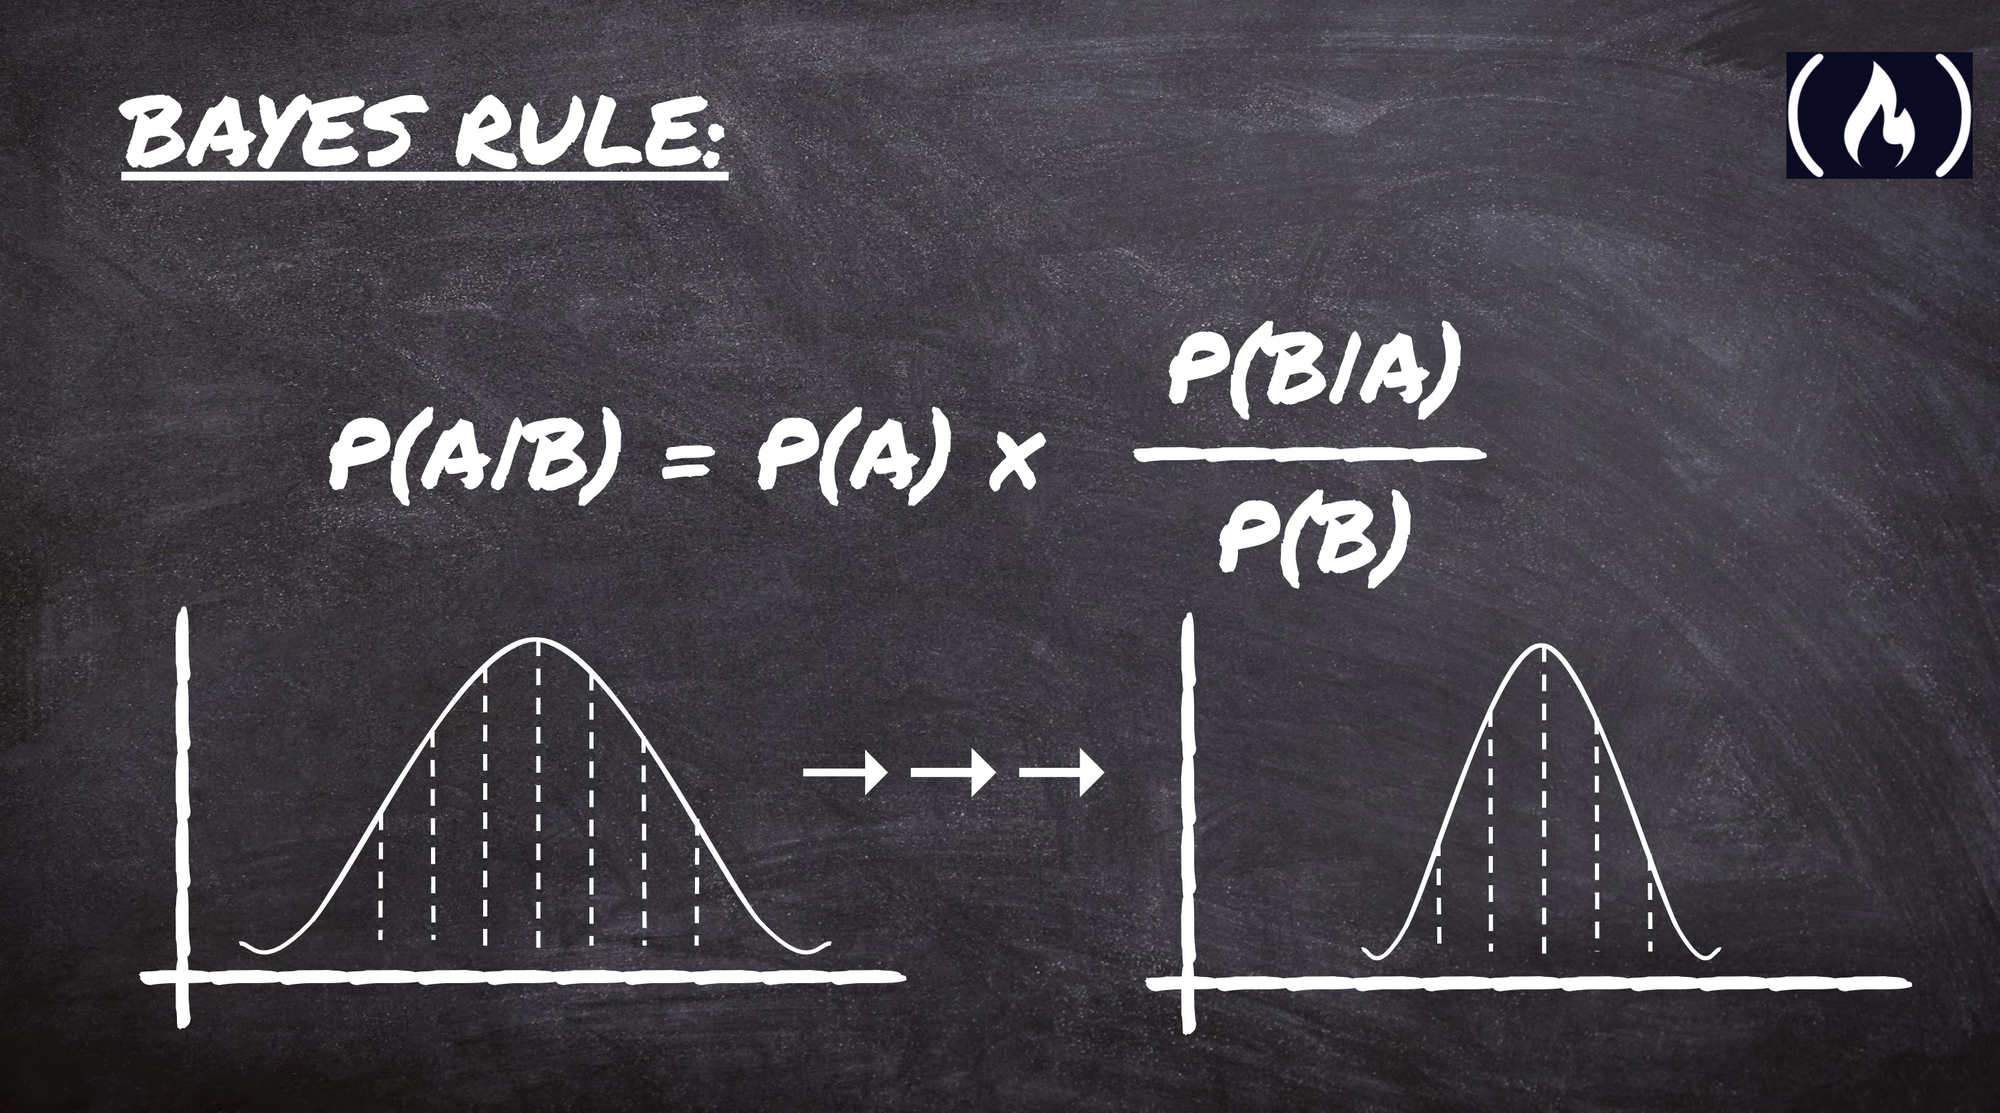 BAYES RULE:
P(A|B) = P(A) x P(B|A)
P(B)